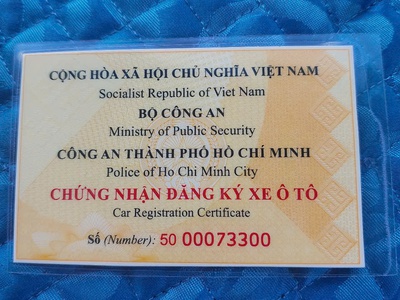 CỘNG HÒA XÃ HỘI CHỦ NGHĨA VIỆT NAM
Socialist Republic of Viet Nam
BỘ CÔNG AN
Ministry of Public Security
CÔNG AN THÀNH PHỐ HỒ CHÍ MINH
Police of Ho Chi Minh City
CHỨNG NHẬN ĐĂNG KÝ XE Ô TÔ
Car Registration Certificate
Số (Number): 50 00073300